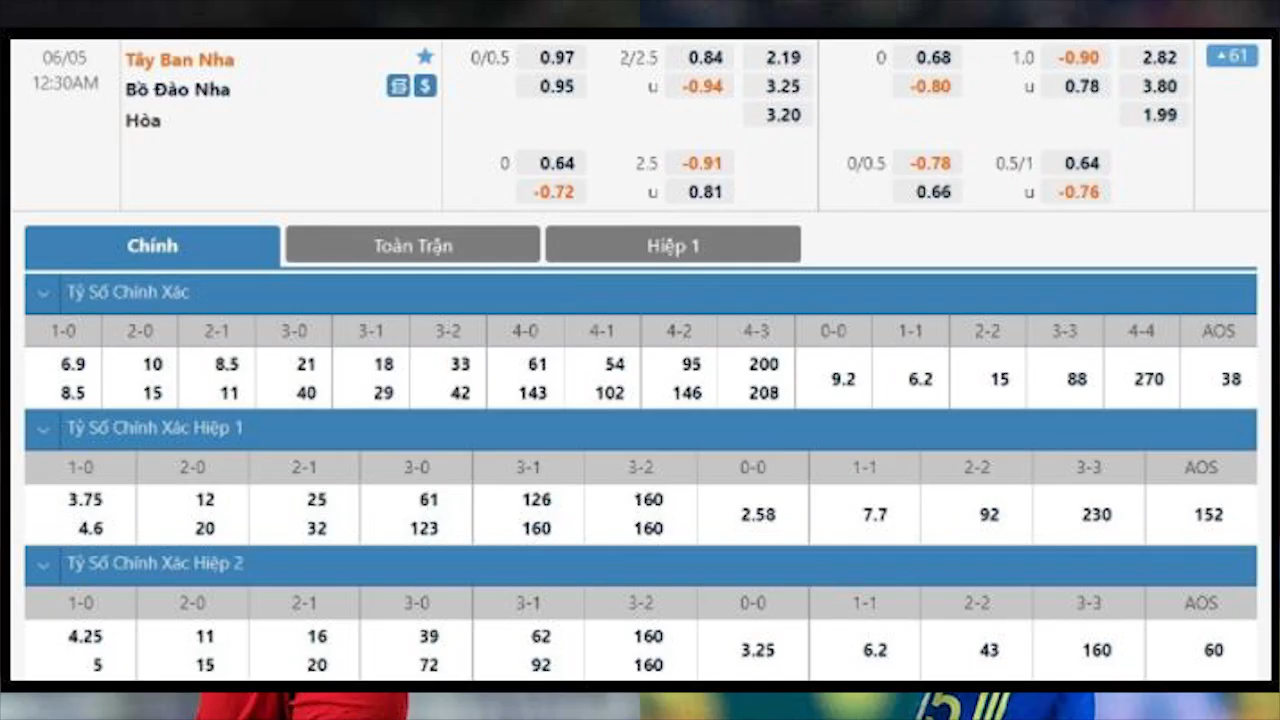 06/05 Tây Ban Nha 0/0.5 0.97 2/2.5 0.84 2.19 0 0.68 1.0 -0.90 2.82 61
12:30AM Bồ Đào Nha $ 0.95 u -0.94 3.25 -0.80 u 0.78 3.80
Hòa 3.20 1.99
0 0.64 2.5 -0.91 0/0.5 -0.78 0.5/1 0.64
-0.72 u 0.81 0.66 u -0.76
Chính Toàn Trận Hiệp 1
Tỷ Số Chính Xác
1-0 2-0 2-1 3-0 3-1 3-2 4-0 4-1 4-2 4-3 0-0 1-1 2-2 3-3 4-4 AOS
6.9 10 8.5 21 18 33 61 54 95 200
9.2 6.2 15 88 270 38
8.5 15 11 40 29 42 143 102 146 208
Tỷ Số Chính Xác Hiệp 1
1-0 2-0 2-1 3-0 3-1 3-2 0-0 1-1 2-2 3-3 AOS
3.75 12 25 61 126 160
2.58 7.7 92 230 152
4.6 20 32 123 160 160
Tỷ Số Chính Xác Hiệp 2
1-0 2-0 2-1 3-0 3-1 3-2 0-0 1-1 2-2 3-3 AOS
4.25 11 16 39 62 160
3.25 6.2 43 160 60
5 15 20 72 92 160